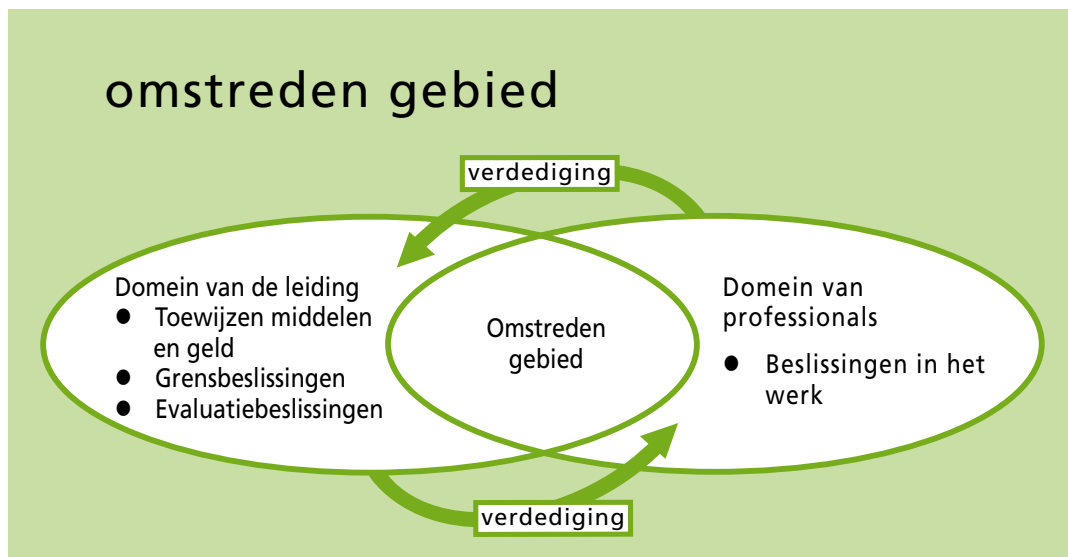 omstreden gebied
verdediging
Domein van de leiding
● Toewijzen middelen
en geld
● Grensbeslissingen
● Evaluatiebeslissingen
Omstreden
gebied
Domein van
professionals
● Beslissingen in het
werk
verdediging